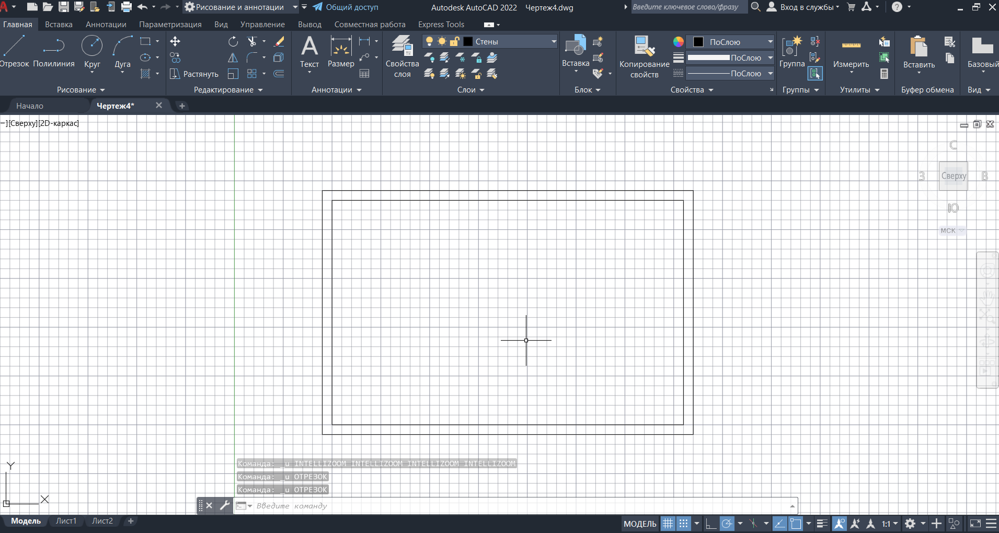 Рисование и аннотации
Общий доступ
Autodesk AutoCAD 2022 Чертеж4.dwg
Введите ключевое слово/фразу
Вход в службы
Главная Вставка Аннотации Параметризация Вид Управление Вывод Совместная работа Express Tools
Стены
ПоСлою
Отрезок Полилиния Круг Дуга
Растянуть
Текст Размер
Свойства слоя
Вставка
Копирование свойств
ПоСлою
ПоСлою
Группа
Измерить
Вставить
Базовый
Рисование Редактирование Аннотации Слои Блок Свойства Группы Утилиты Буфер обмена Вид
Начало Чертеж4*
−][Сверху][2D-каркас]
С
З Сверху В
Ю
МСК
Команда: _u INTELLIZOOM INTELLIZOOM INTELLIZOOM INTELLIZOOM
Команда: _u ОТРЕЗОК
Команда: _u ОТРЕЗОК
Y
X
Введите команду
Модель Лист1 Лист2
МОДЕЛЬ
1:1